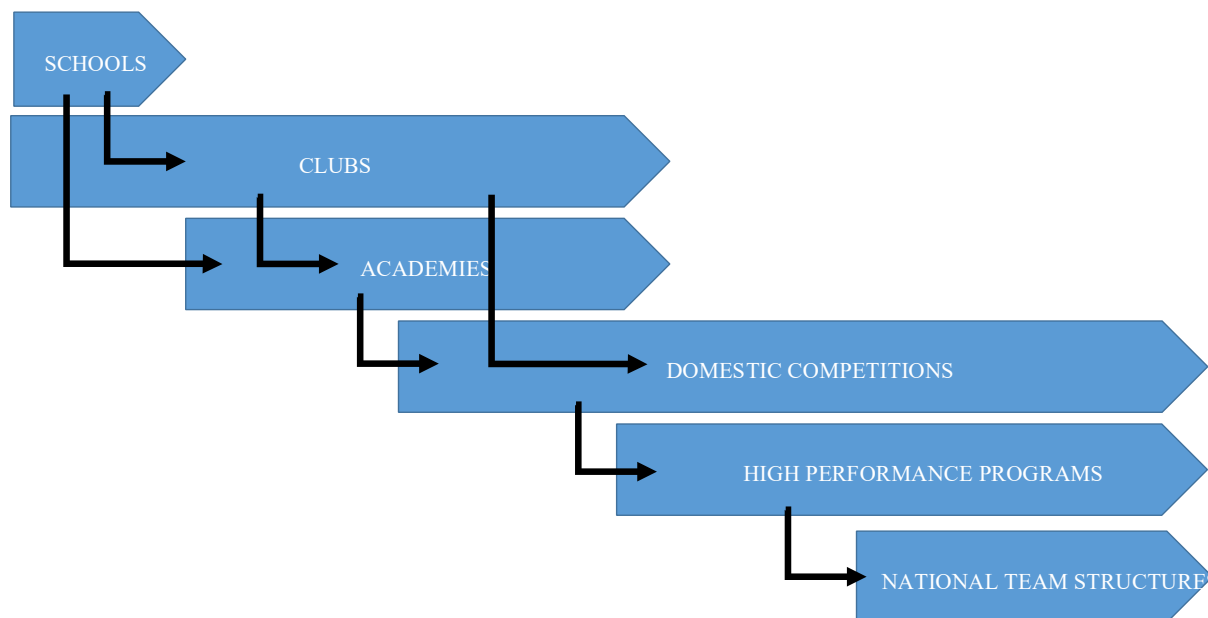 SCHOOLS
CLUBS
ACADEMIES
DOMESTIC COMPETITIONS
HIGH PERFORMANCE PROGRAMS
NATIONAL TEAM STRUCTURE